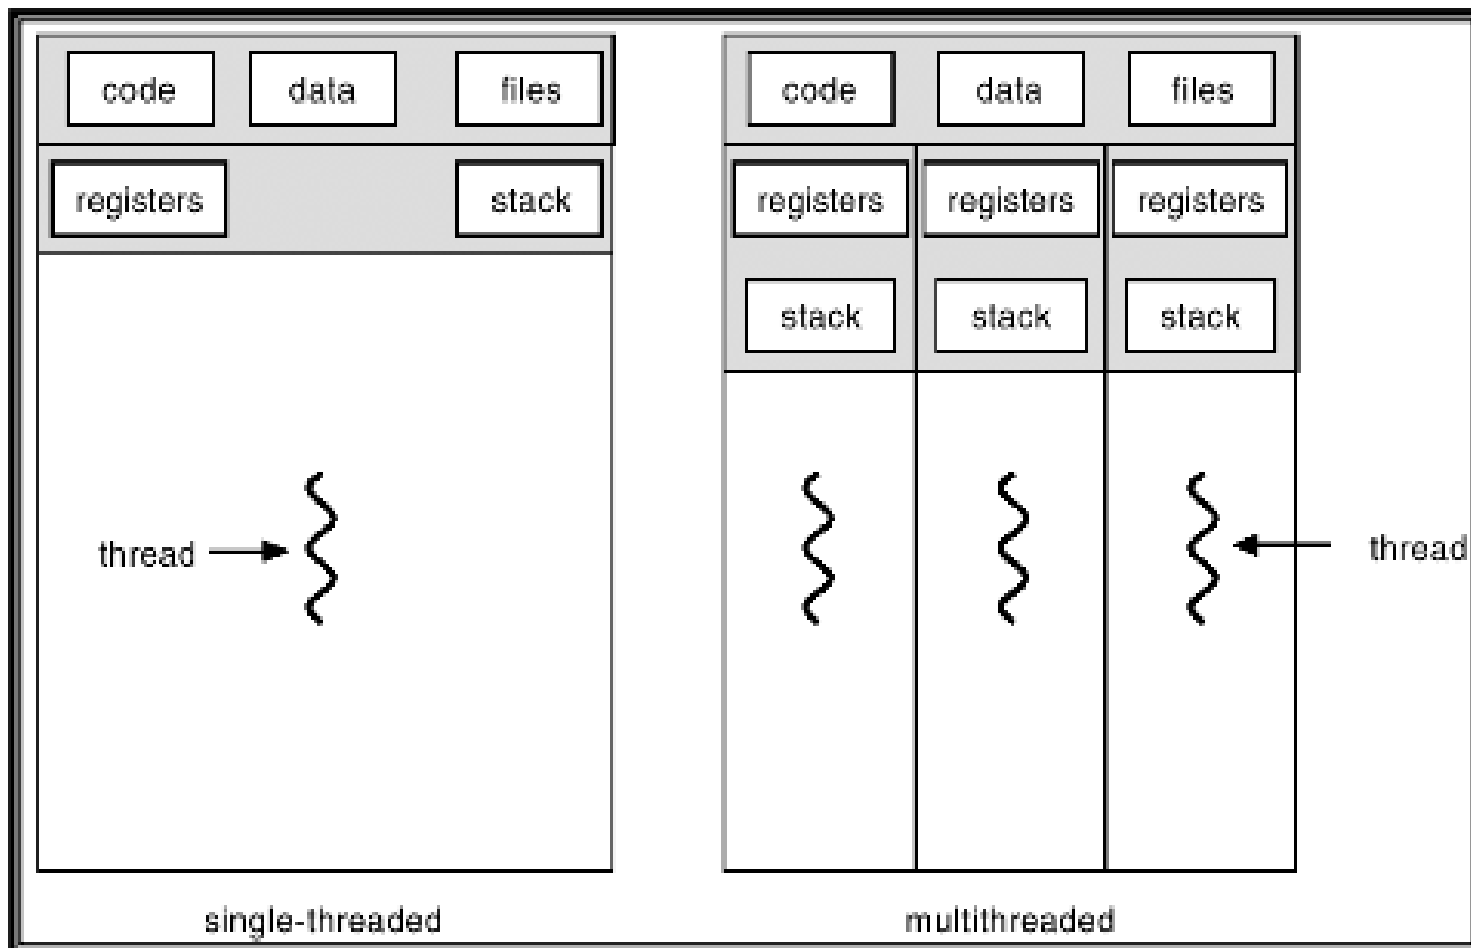 code data files code data files
registers stack registers registers registers
stack stack stack
thread thread
single-threaded multithreaded